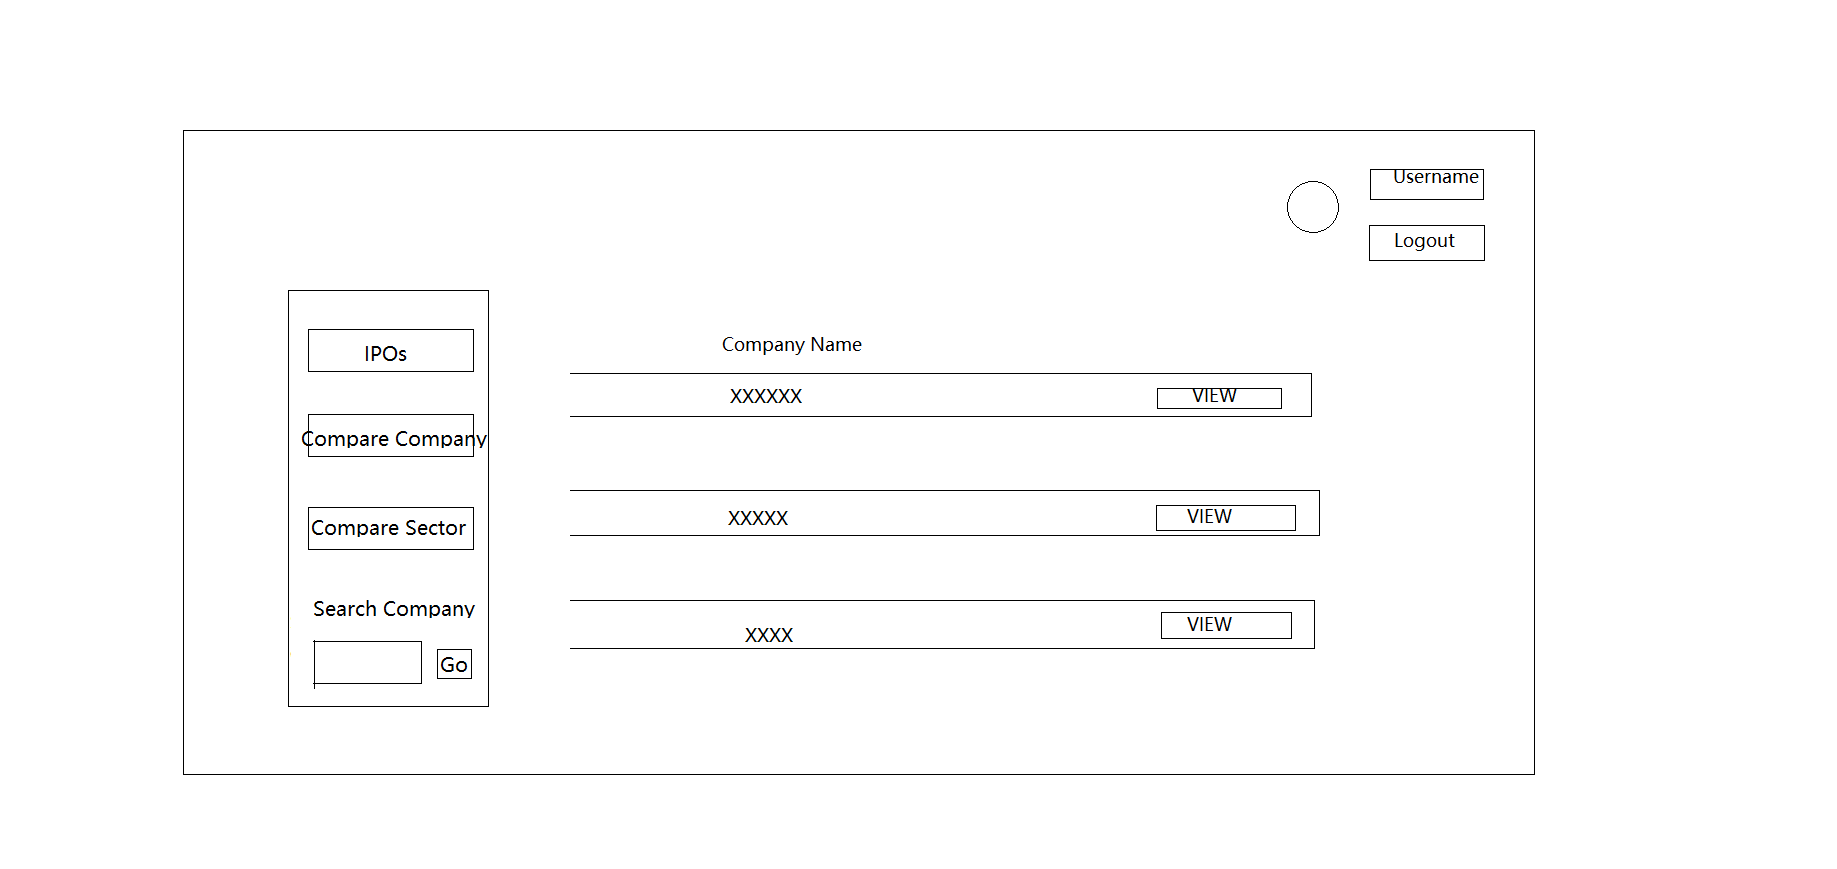 Username
Logout
IPOs
Compare Company
Compare Sector
Search Company
Go
Company Name
XXXXXX
VIEW
XXXXX
VIEW
XXXX
VIEW